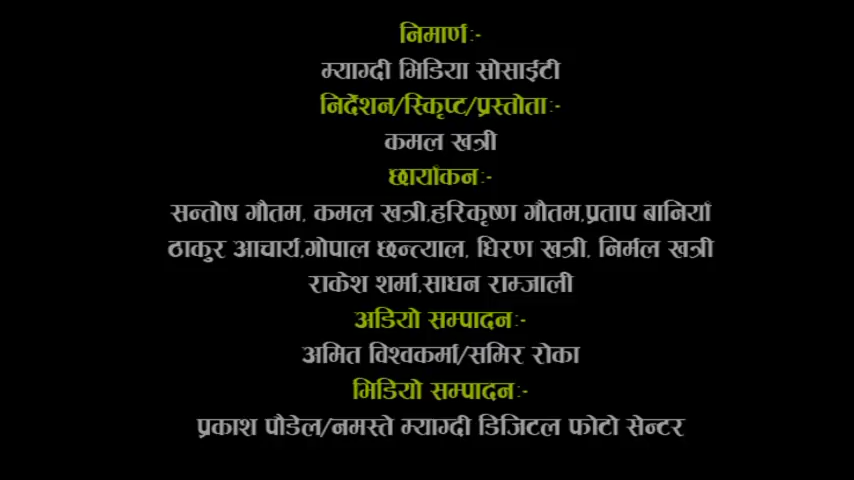 निमार्ण:-
म्याग्दी मिडिया सोसाईटी
निर्देशन/स्किप्ट/प्रस्तोता:-
कमल खत्री
छायाँकन:-
सन्तोष गौतम, कमल खत्री,हरिकृष्ण गौतम,प्रताप बानियाँ
ठाकुर आचार्य,गोपाल छन्त्याल, धिरण खत्री, निर्मल खत्री
राकेश शर्मा,साधन राम्जाली
अडियो सम्पादन:-
अमित विश्वकर्मा/समिर रोका
भिडियो सम्पादन:-
प्रकाश पौडेल/नमस्ते म्याग्दी डिजिटल फोटो सेन्टर